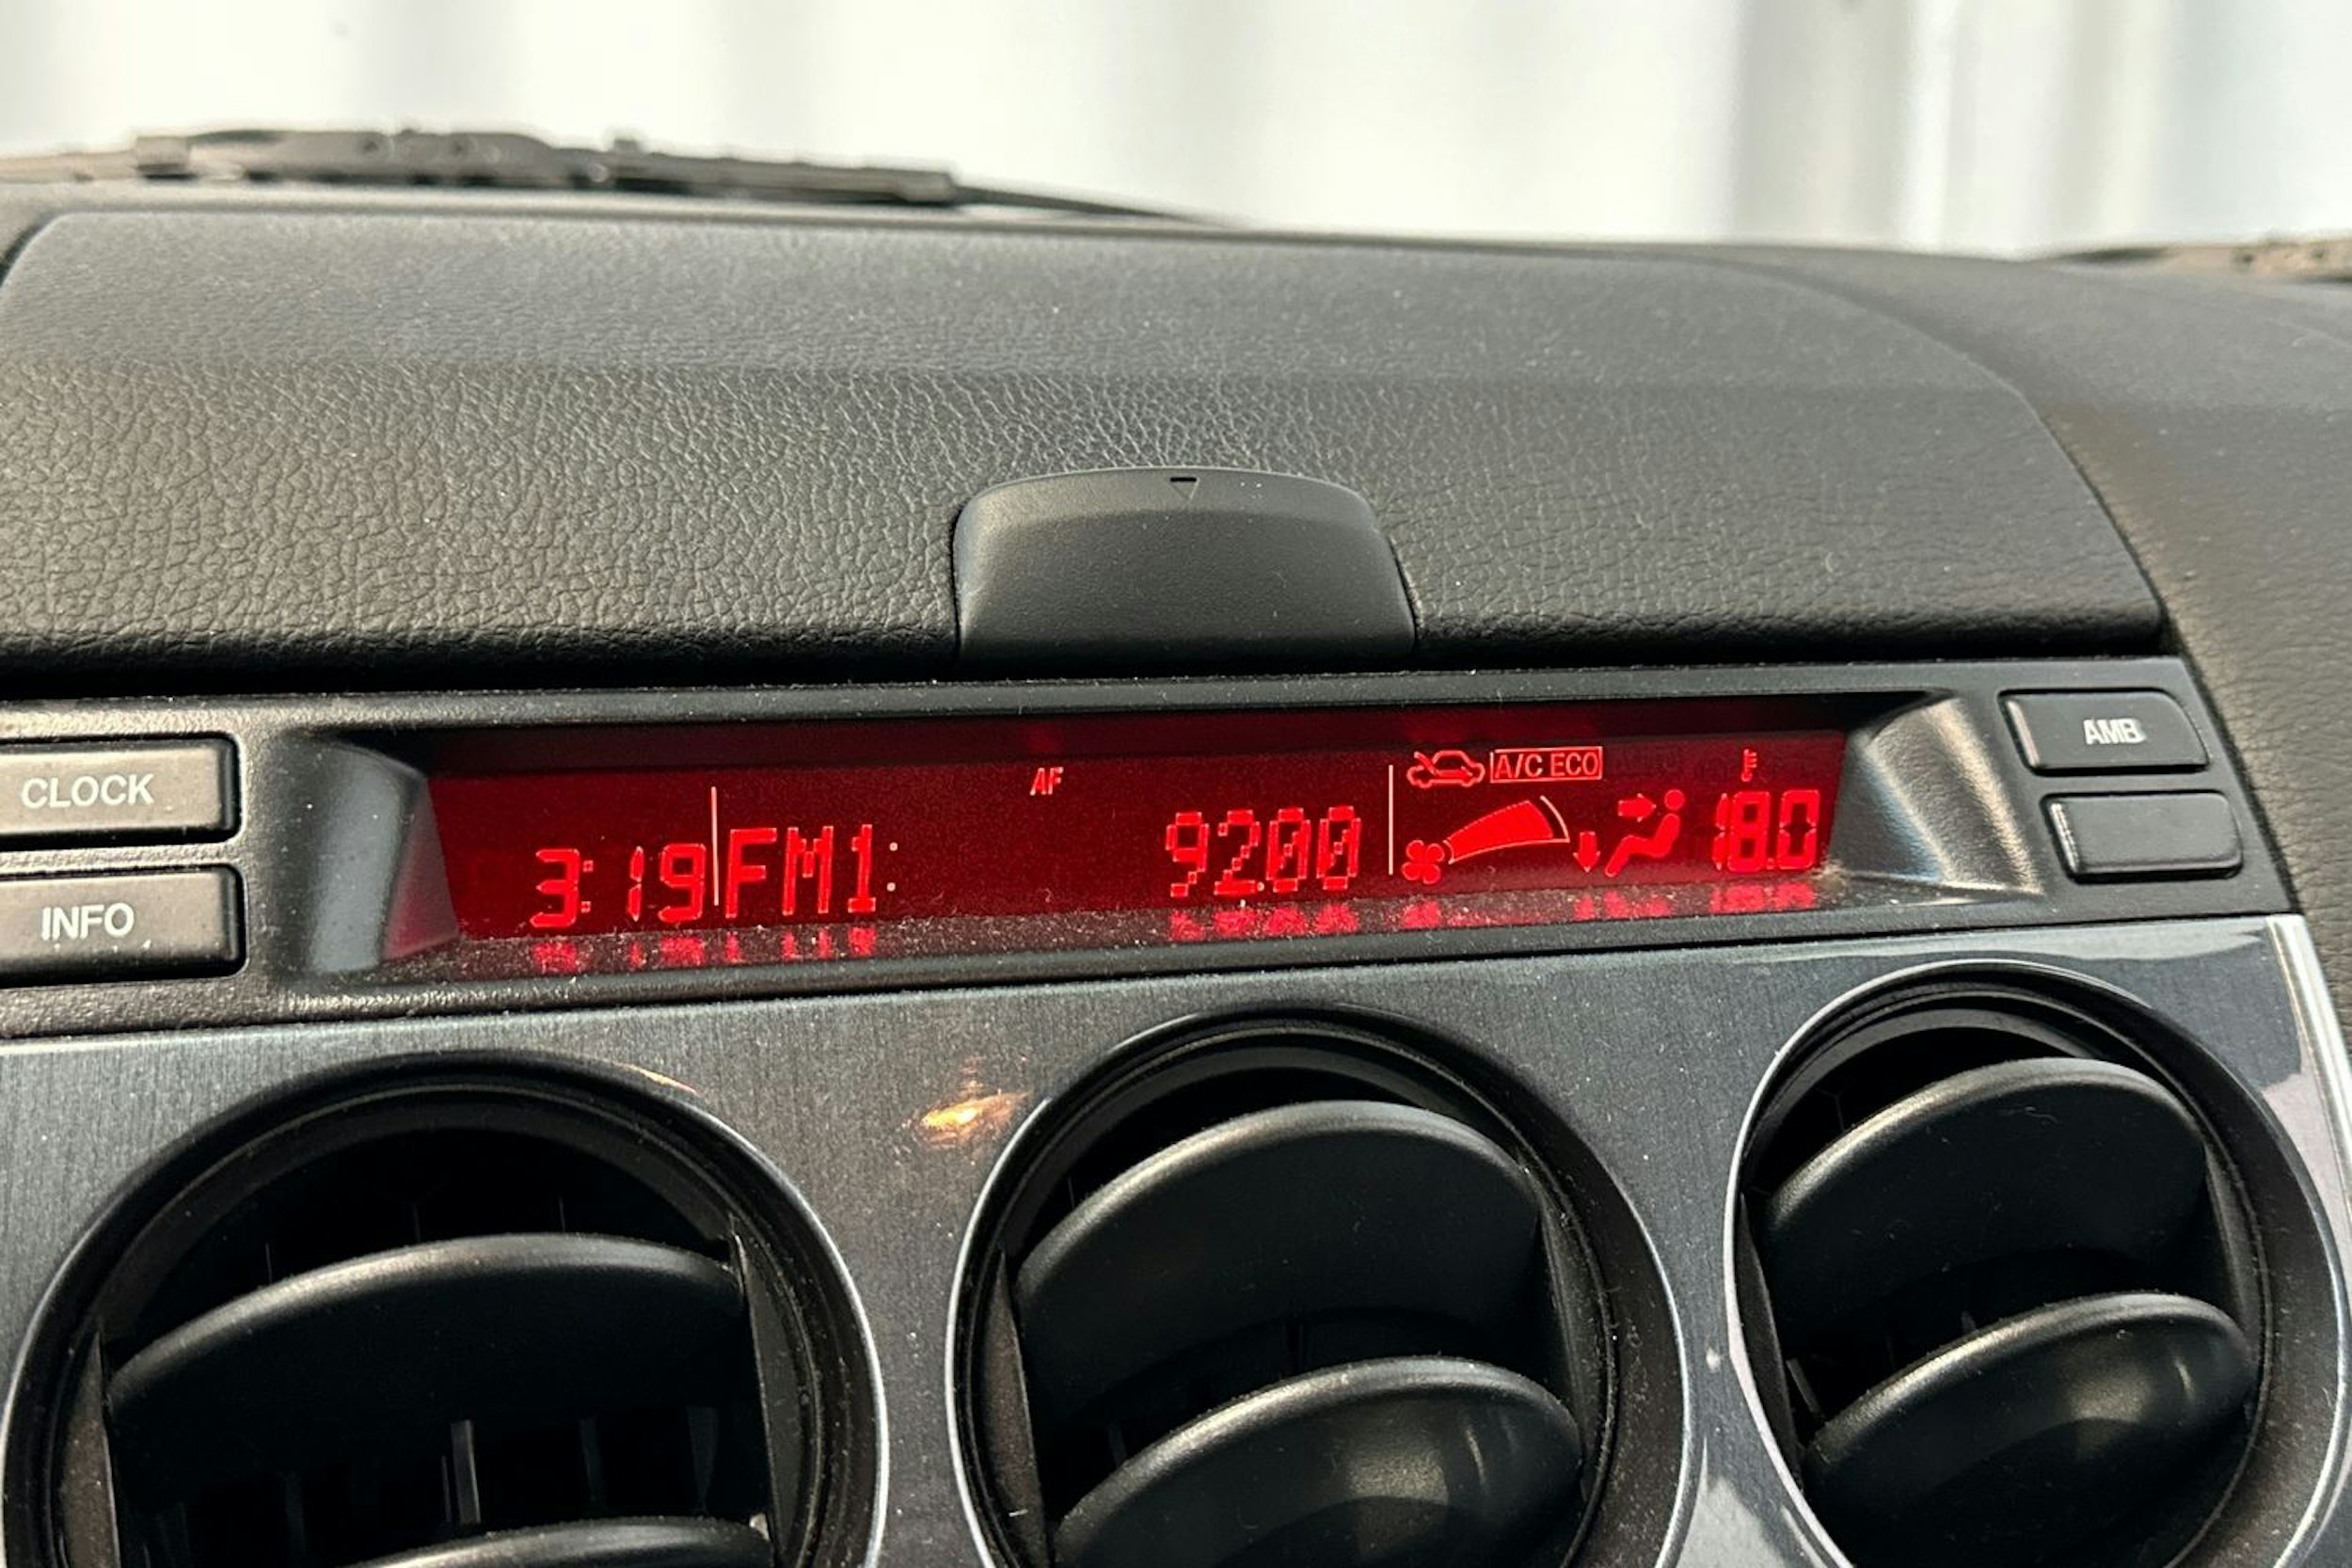 AF
A/C ECO
AMB
CLOCK
3:19 FM1: 92.00 18.0
INFO